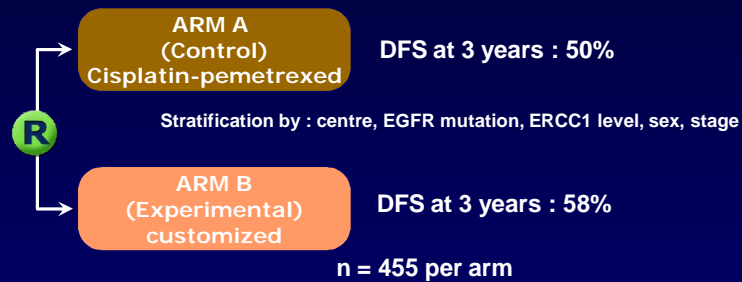 ARM A
(Control)
Cisplatin-pemetrexed
DFS at 3 years : 50%
Stratification by : centre, EGFR mutation, ERCC1 level, sex, stage
R
ARM B
(Experimental)
customized
DFS at 3 years : 58%
n = 455 per arm